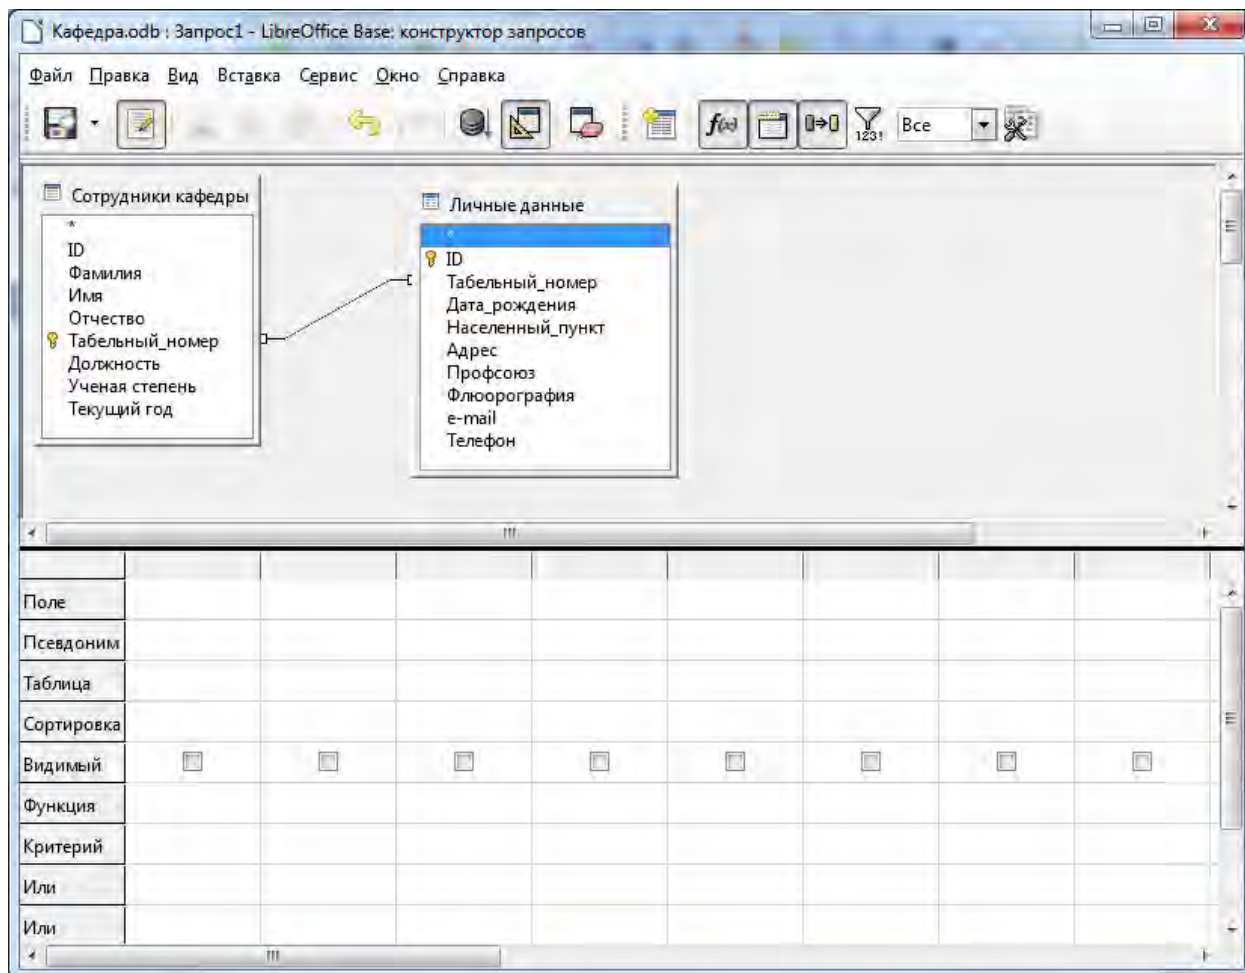 Кафедра.odb : Запрос1 - LibreOffice Base: конструктор запросов
Файл Правка Вид Вставка Сервис Окно Справка
f(x) 123! Все
Сотрудники кафедры
*
ID
Фамилия
Имя
Отчество
Табельный_номер
Должность
Ученая степень
Текущий год
Личные данные
*
ID
Табельный_номер
Дата_рождения
Населенный_пункт
Адрес
Профсоюз
Флюорография
e-mail
Телефон
Поле
Псевдоним
Таблица
Сортировка
Видимый
Функция
Критерий
Или
Или